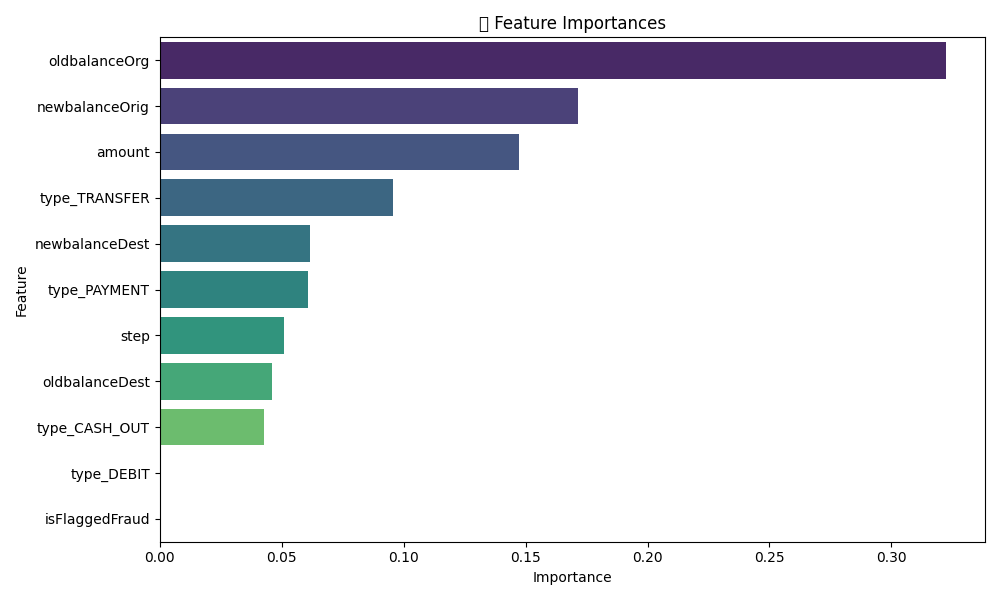 Feature Importances
oldbalanceOrg
newbalanceOrig
amount
type_TRANSFER
newbalanceDest
type_PAYMENT
step
oldbalanceDest
type_CASH_OUT
type_DEBIT
isFlaggedFraud
Feature
0.00 0.05 0.10 0.15 0.20 0.25 0.30
Importance